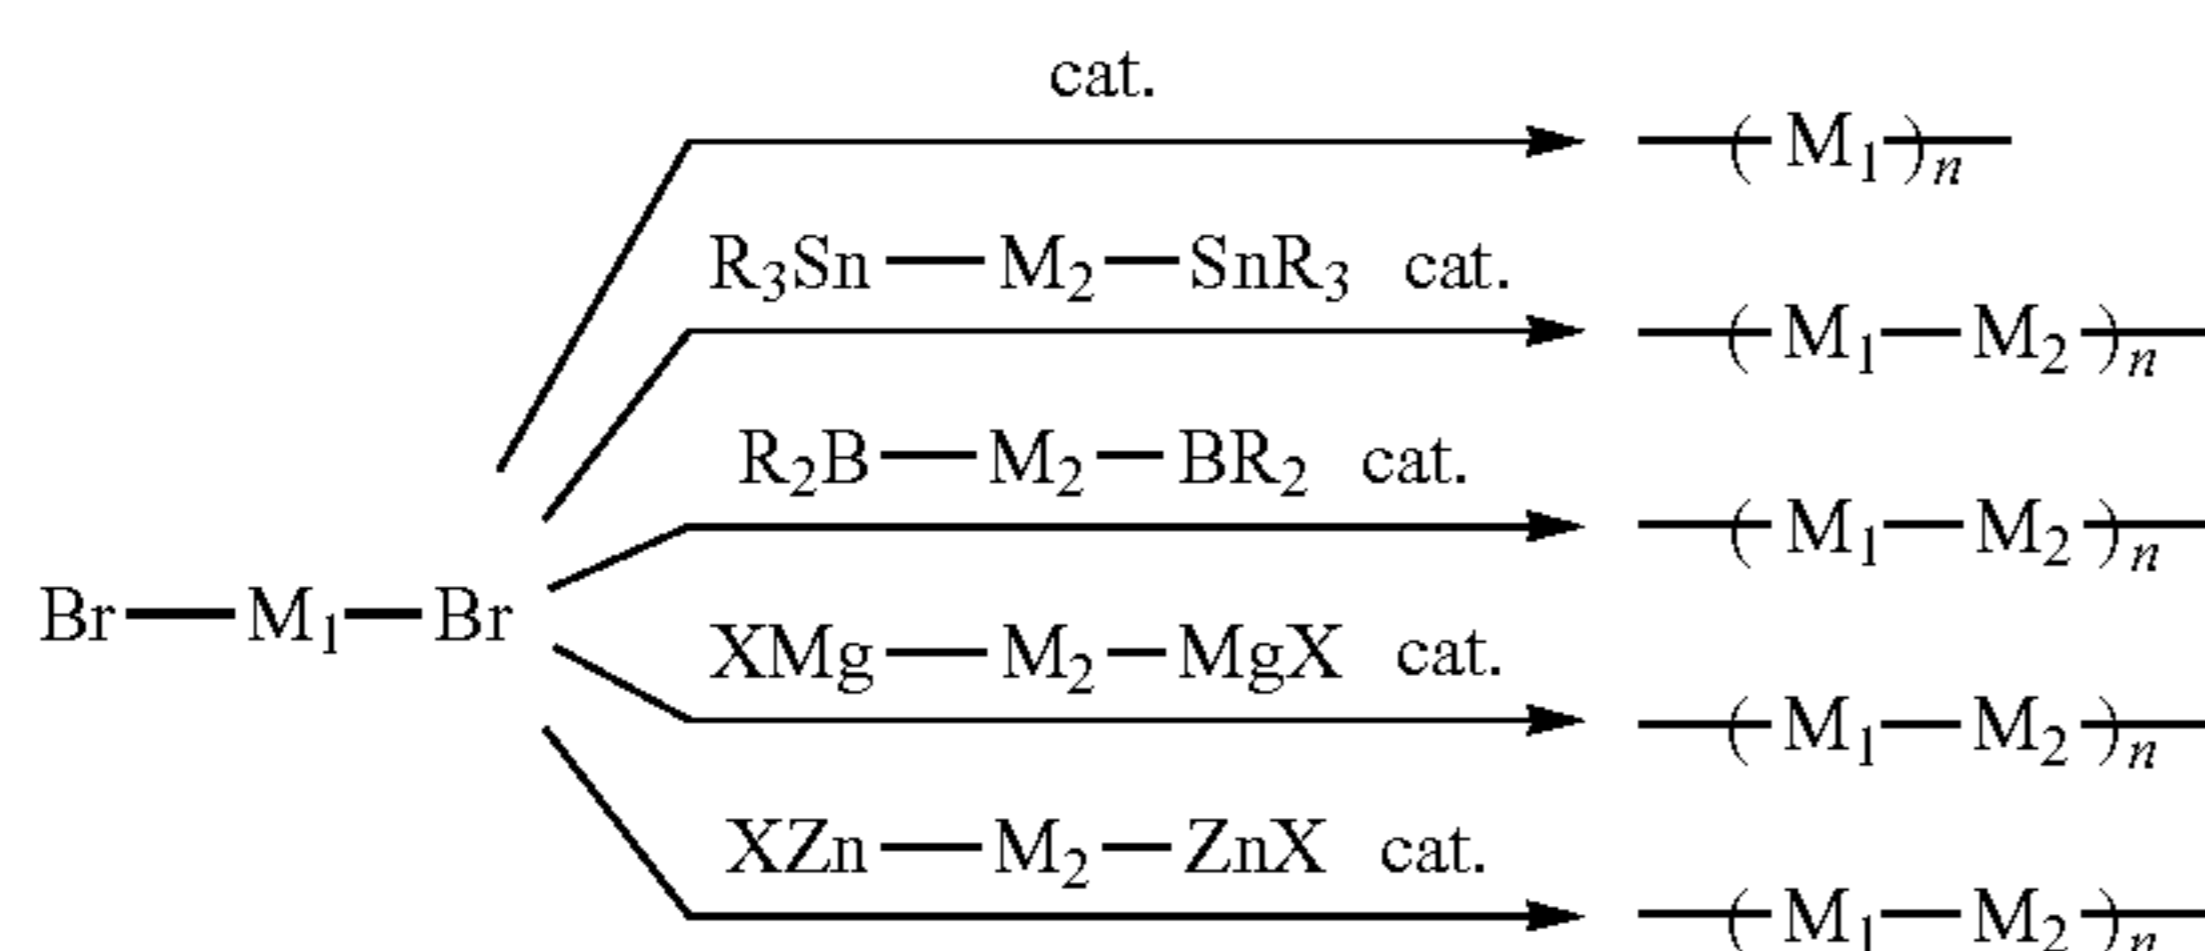 cat.
—( M₁ )ₙ—
R₃Sn — M₂ — SnR₃ cat.
—( M₁ — M₂ )ₙ—
R₂B — M₂ — BR₂ cat.
—( M₁ — M₂ )ₙ—
Br — M₁ — Br
XMg — M₂ — MgX cat.
—( M₁ — M₂ )ₙ—
XZn — M₂ — ZnX cat.
—( M₁ — M₂ )ₙ—